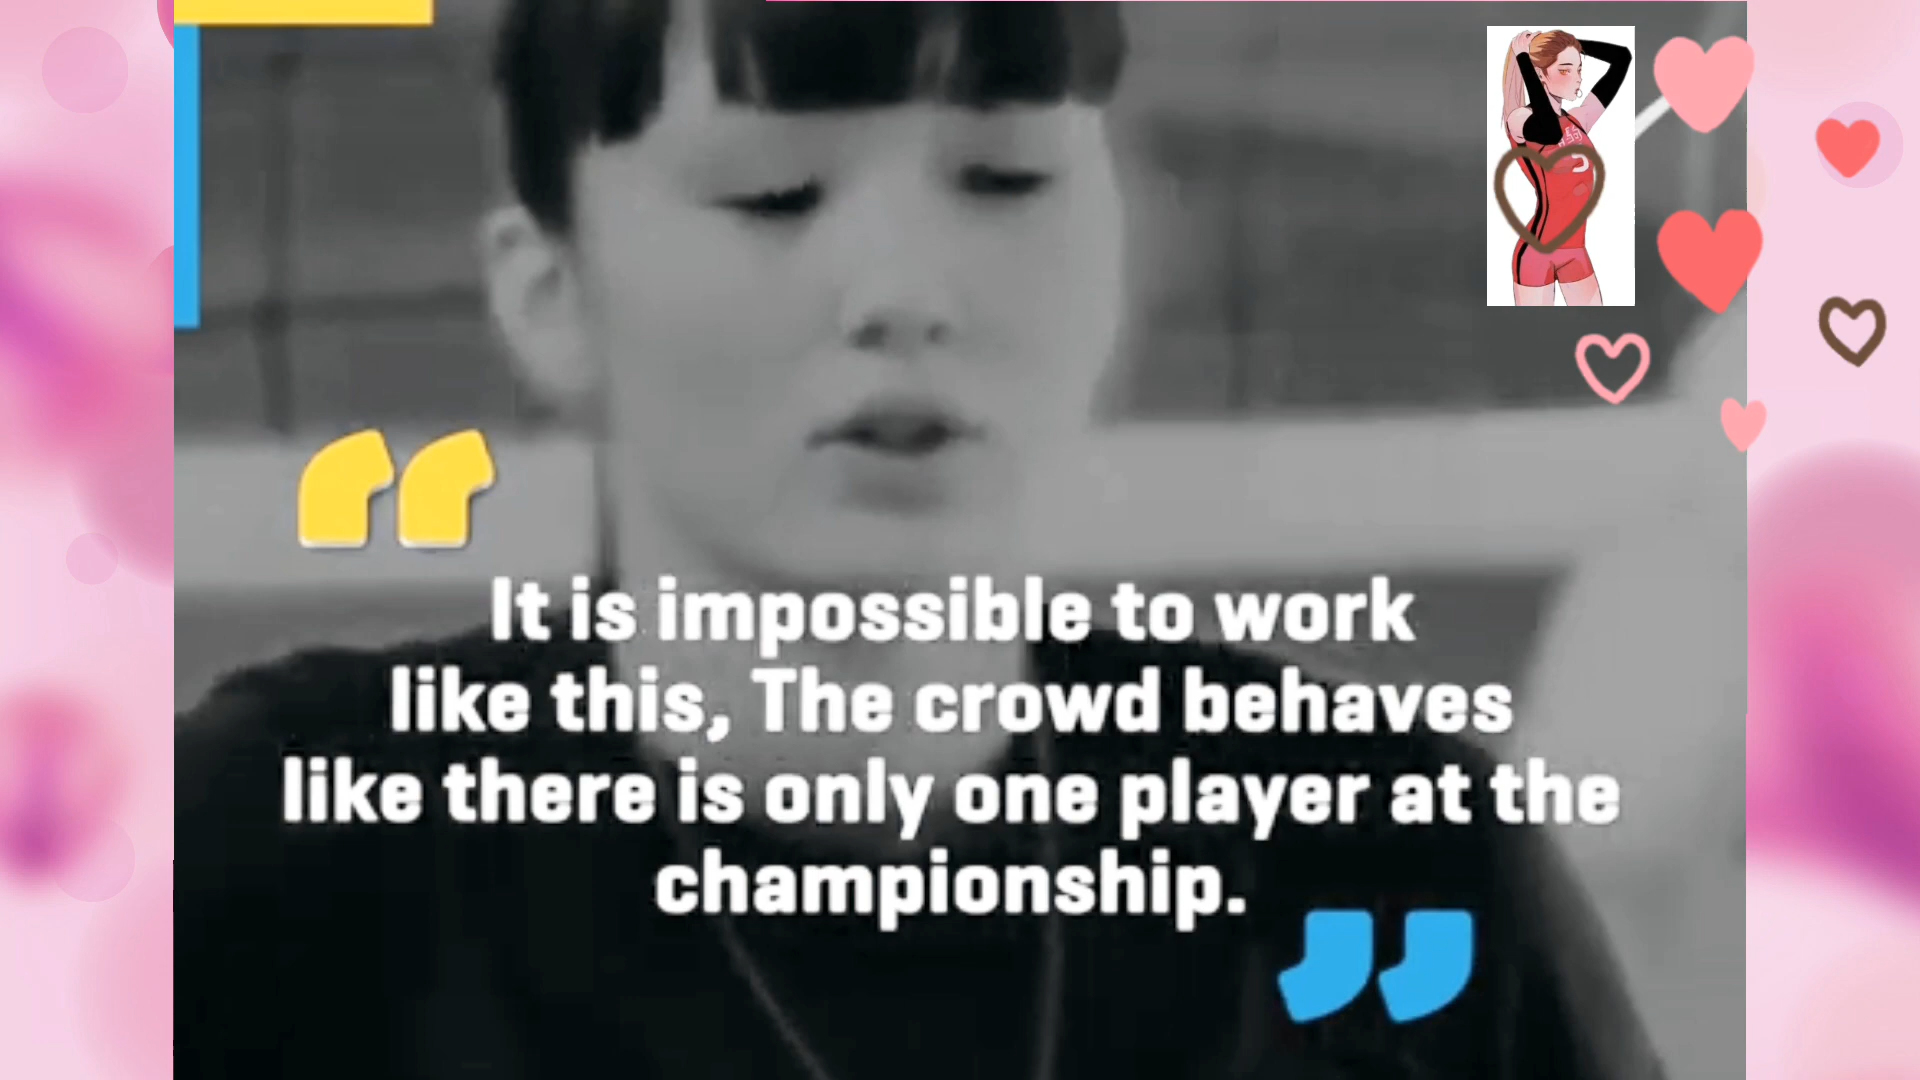 It is impossible to work
like this, The crowd behaves
like there is only one player at the
championship.